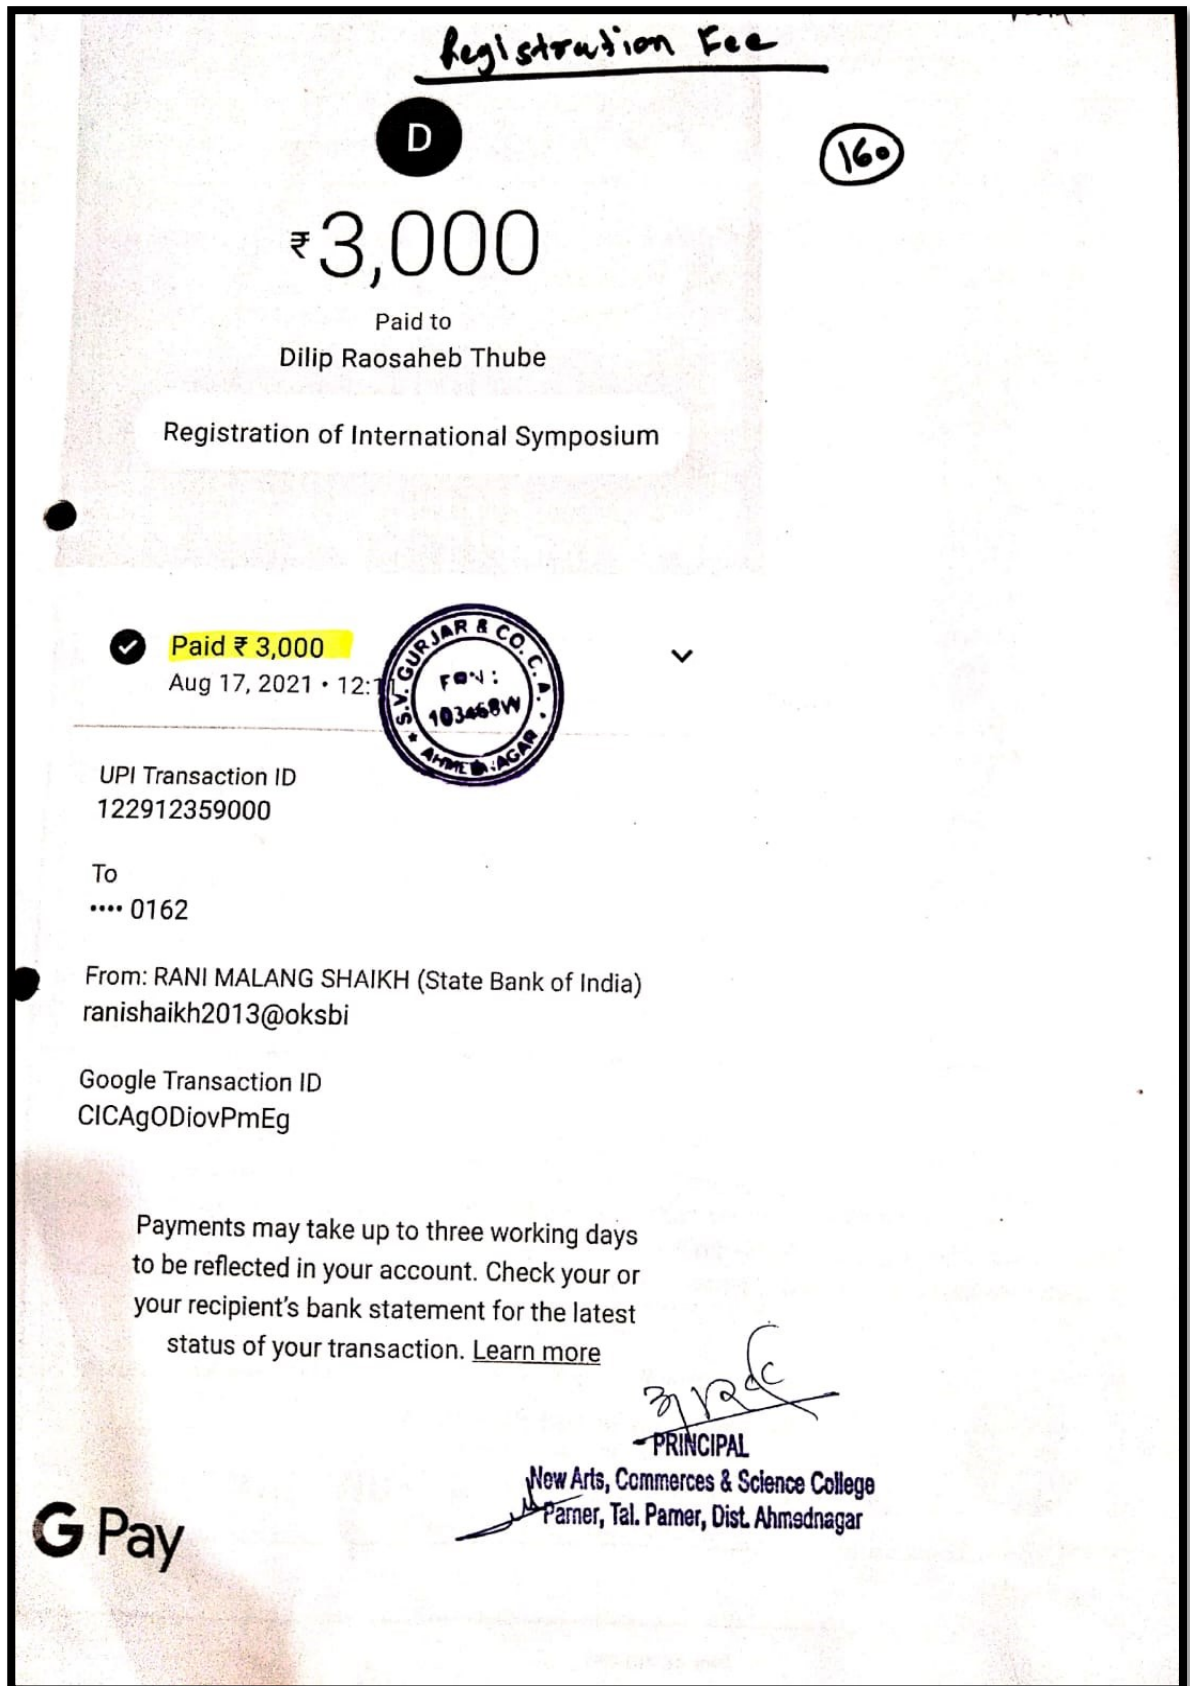 Registration Fee
D
160
₹3,000
Paid to
Dilip Raosaheb Thube
Registration of International Symposium
Paid ₹ 3,000
Aug 17, 2021 • 12:1
S.V. GURJAR & CO. C.A.
FRN:
103468W
AHMEDNAGAR
UPI Transaction ID
122912359000
To
•••• 0162
From: RANI MALANG SHAIKH (State Bank of India)
ranishaikh2013@oksbi
Google Transaction ID
CICAgODiovPmEg
Payments may take up to three working days
to be reflected in your account. Check your or
your recipient's bank statement for the latest
status of your transaction. Learn more
PRINCIPAL
New Arts, Commerces & Science College
Parner, Tal. Parner, Dist. Ahmednagar
G Pay